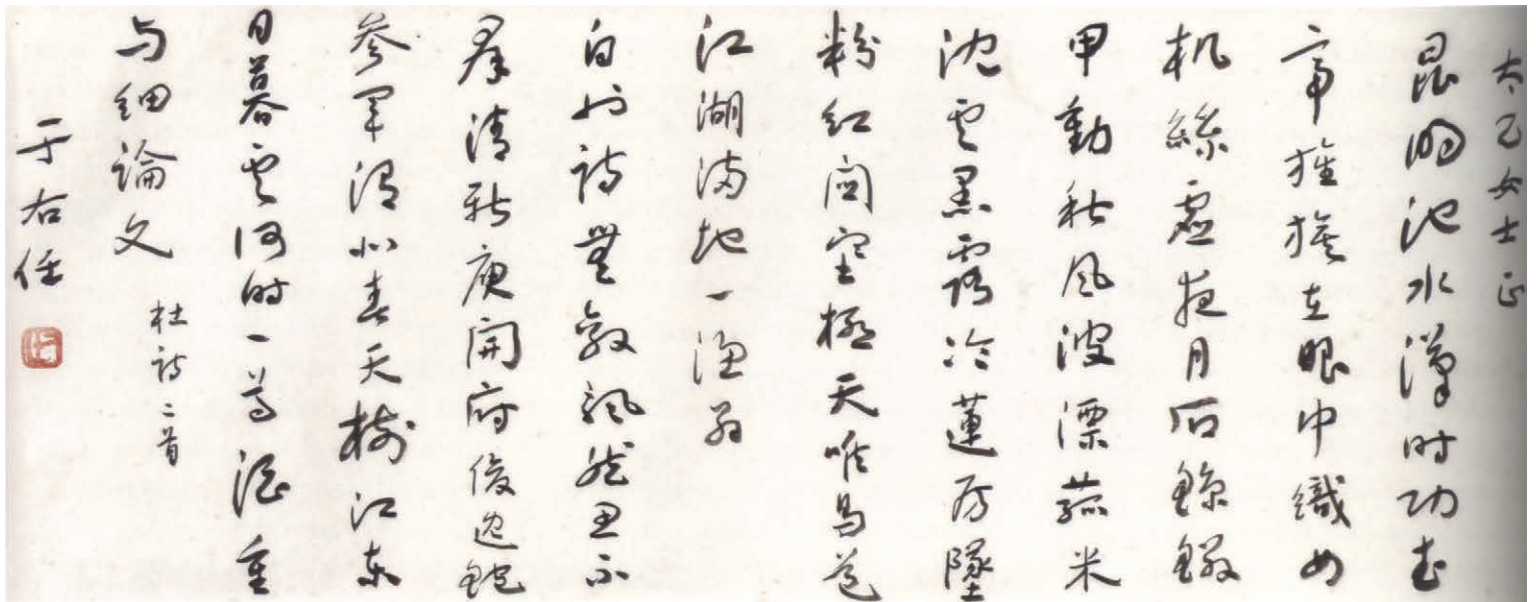 太乙女士正
昆明池水漢时功武
帝旌旗在眼中織女
机絲虛夜月石鯨鱗
甲動秋風波漂菰米
沈雲黑露冷蓮房墜
粉紅關塞極天唯鳥道
江湖滿地一漁翁
白也詩無敵飄然思不
群清新庾開府俊逸鮑
參軍渭北春天樹江東
日暮雲何时一尊酒重
与細論文
杜詩二首
于右任